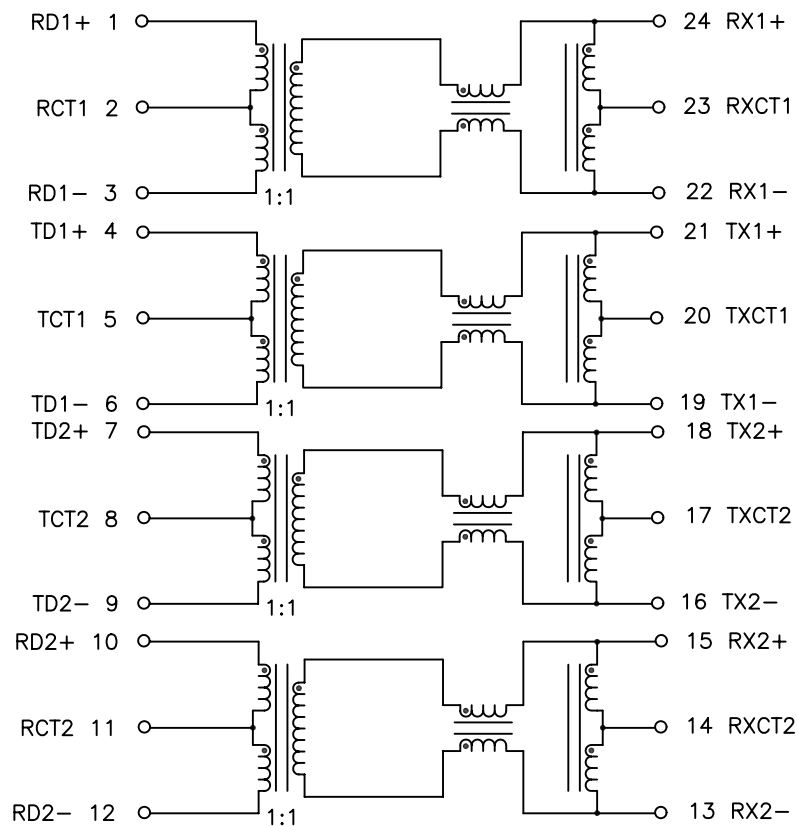 RD1+ 1 24 RX1+
RCT1 2 23 RXCT1
RD1- 3 22 RX1-
1:1
TD1+ 4 21 TX1+
TCT1 5 20 TXCT1
TD1- 6 19 TX1-
1:1
TD2+ 7 18 TX2+
TCT2 8 17 TXCT2
TD2- 9 16 TX2-
1:1
RD2+ 10 15 RX2+
RCT2 11 14 RXCT2
RD2- 12 13 RX2-
1:1